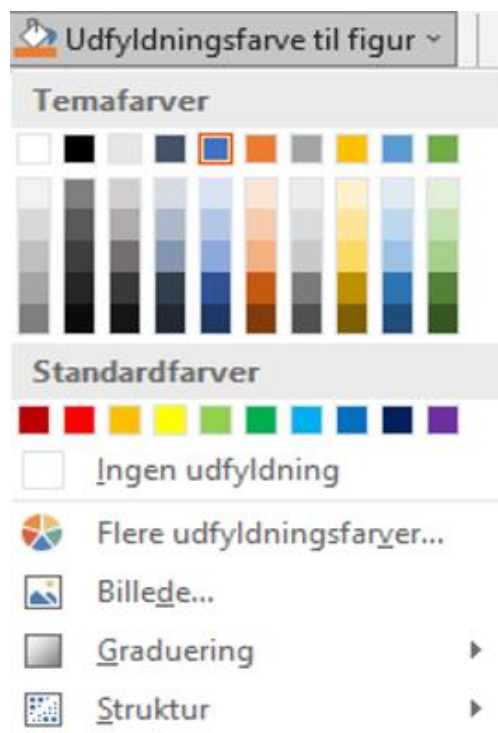 Udfyldningsfarve til figur
Temafarver
Standardfarver
Ingen udfyldning
Flere udfyldningsfarver...
Billede...
Graduering
Struktur